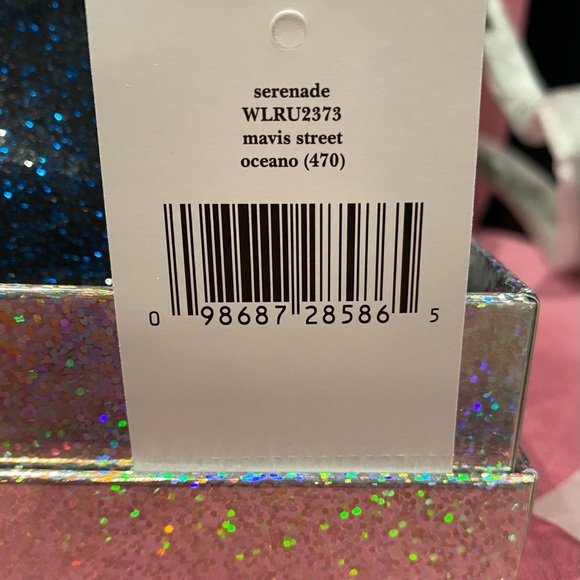 serenade
WLRU2373
mavis street
oceano (470)
0 98687 28586 5